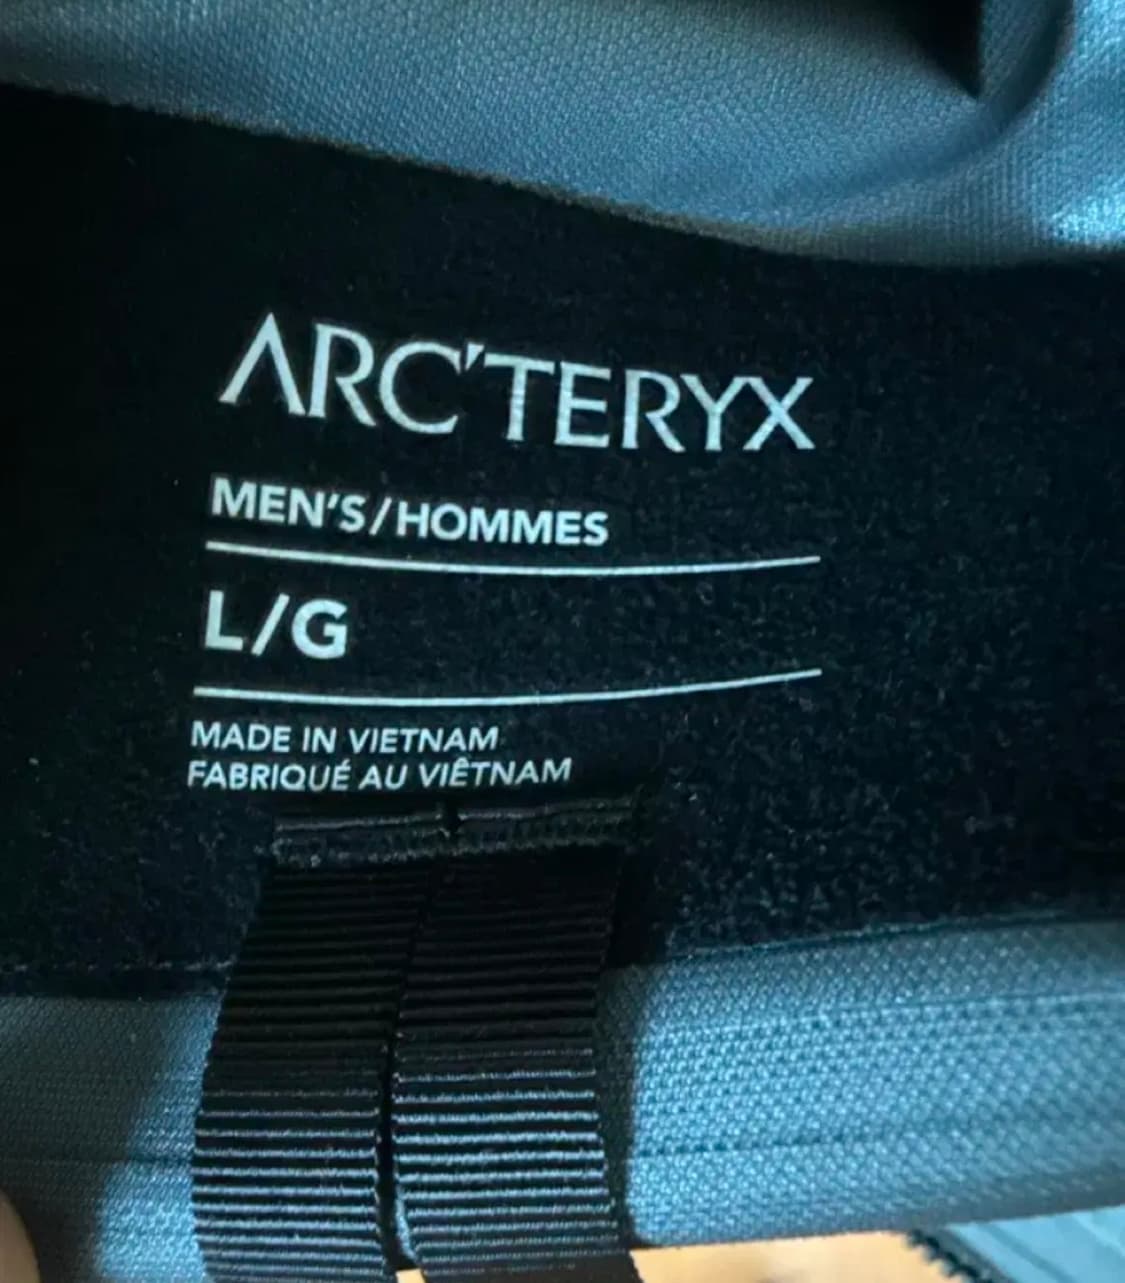 ARC'TERYX
MEN'S/HOMMES
L/G
MADE IN VIETNAM
FABRIQUÉ AU VIÊTNAM